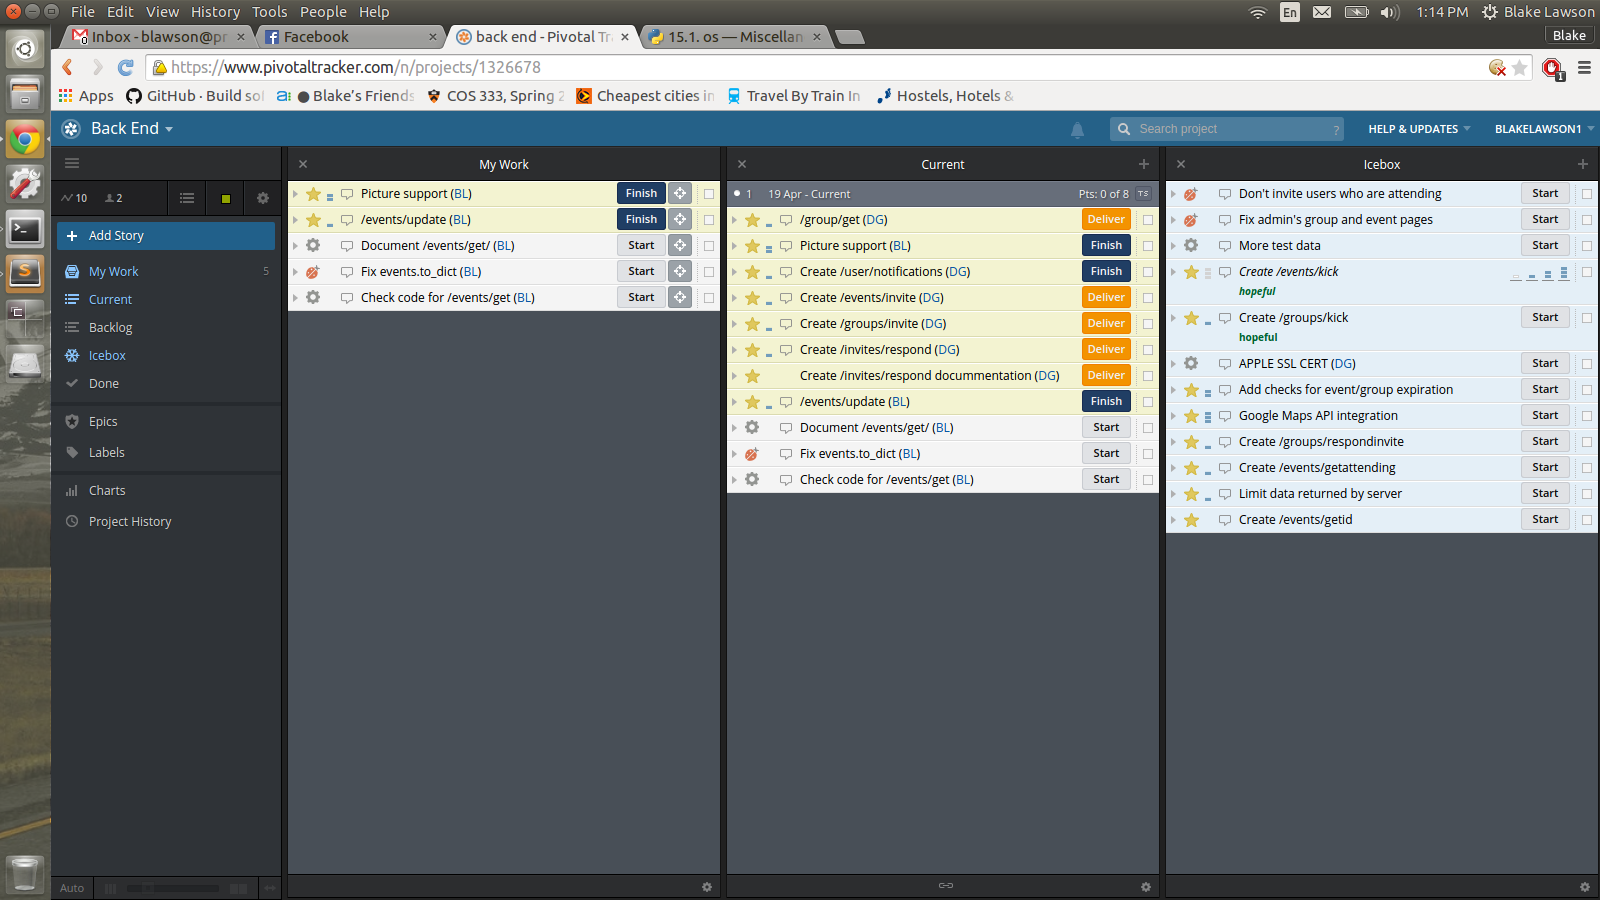 File Edit View History Tools People Help
En
1:14 PM Blake Lawson
Inbox - blawson@pr
Facebook
back end - Pivotal Tr
15.1. os — Miscellan
Blake
https://www.pivotaltracker.com/n/projects/1326678
1
Apps
GitHub · Build sof
Blake's Friends
COS 333, Spring 2
Cheapest cities in
Travel By Train In
Hostels, Hotels &
Back End
Search project ?
HELP & UPDATES
BLAKELAWSON1
10 2
Add Story
My Work 5
Current
Backlog
Icebox
Done
Epics
Labels
Charts
Project History
Auto
My Work
Picture support (BL) Finish
/events/update (BL) Finish
Document /events/get/ (BL) Start
Fix events.to_dict (BL) Start
Check code for /events/get (BL) Start
Current
1 19 Apr - Current Pts: 0 of 8 TS
/group/get (DG) Deliver
Picture support (BL) Finish
Create /user/notifications (DG) Finish
Create /events/invite (DG) Deliver
Create /groups/invite (DG) Deliver
Create /invites/respond (DG) Deliver
Create /invites/respond docummentation (DG) Deliver
/events/update (BL) Finish
Document /events/get/ (BL) Start
Fix events.to_dict (BL) Start
Check code for /events/get (BL) Start
Icebox
Don't invite users who are attending Start
Fix admin's group and event pages Start
More test data Start
Create /events/kick
hopeful
Create /groups/kick Start
hopeful
APPLE SSL CERT (DG) Start
Add checks for event/group expiration Start
Google Maps API integration Start
Create /groups/respondinvite Start
Create /events/getattending Start
Limit data returned by server Start
Create /events/getid Start